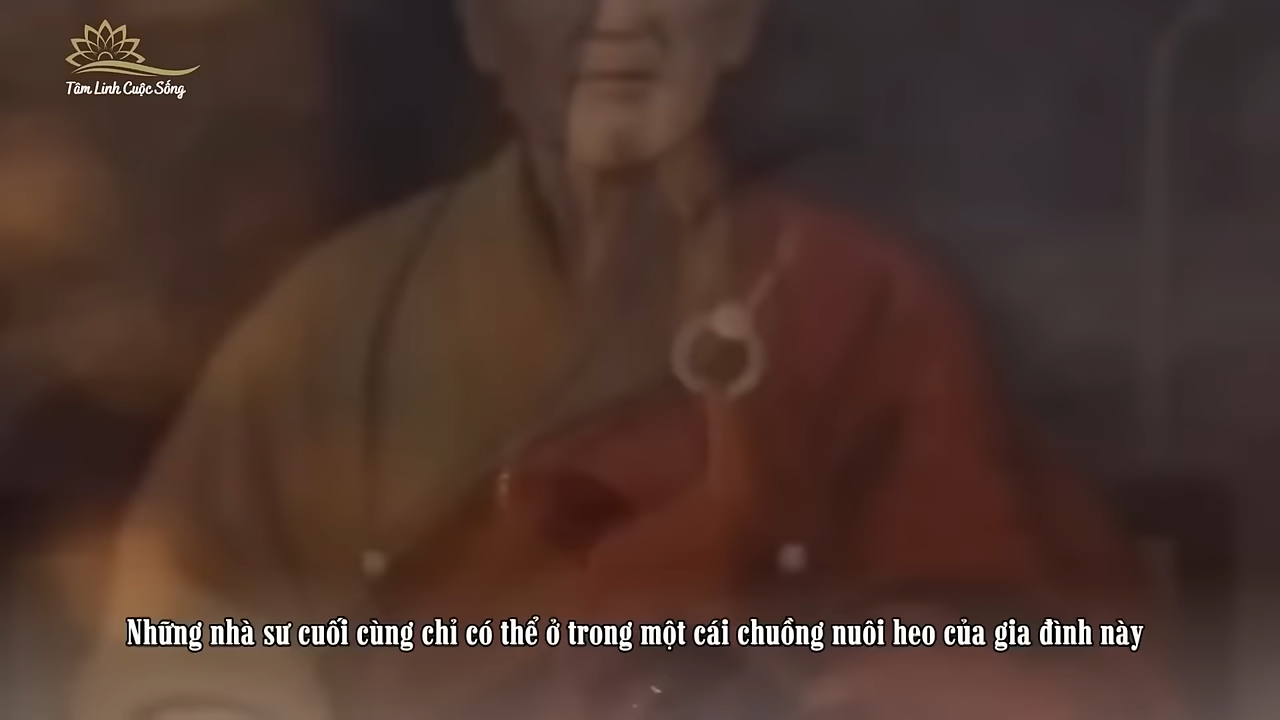 Tâm Linh Cuộc Sống
Những nhà sư cuối cùng chỉ có thể ở trong một cái chuồng nuôi heo của gia đình này